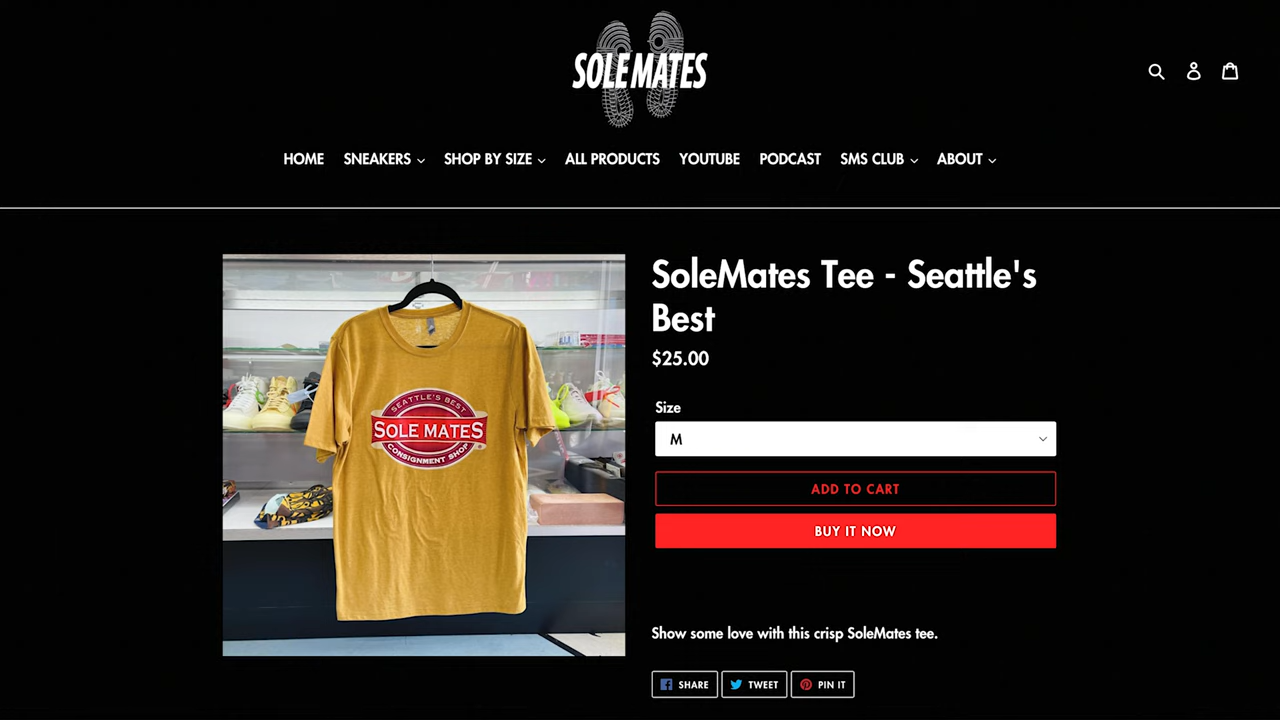 SOLE MATES
HOME SNEAKERS SHOP BY SIZE ALL PRODUCTS YOUTUBE PODCAST SMS CLUB ABOUT
SEATTLE'S BEST
SOLE MATES
CONSIGNMENT SHOP
SoleMates Tee - Seattle's
Best
$25.00
Size
M
ADD TO CART
BUY IT NOW
Show some love with this crisp SoleMates tee.
SHARE TWEET PIN IT